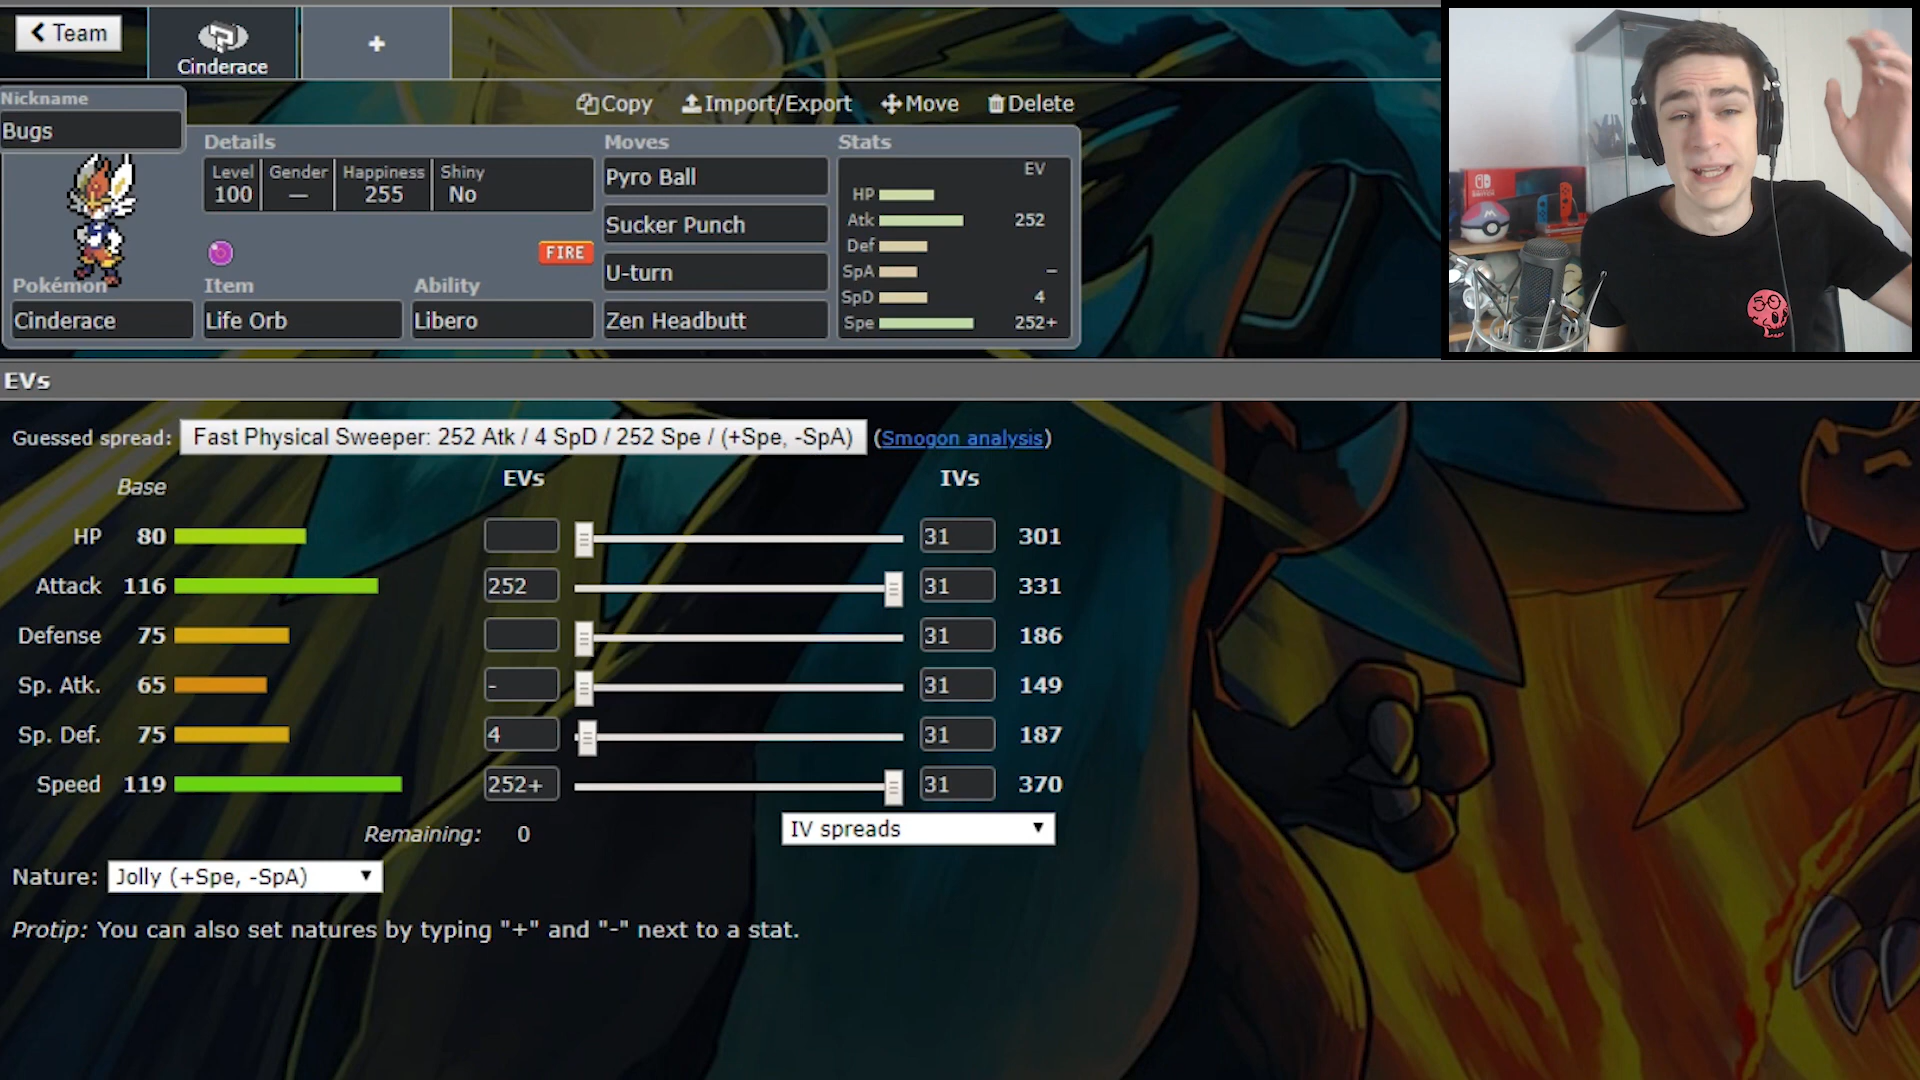 Team
Cinderace
+
Nickname
Bugs
Copy Import/Export Move Delete
Details
Level Gender Happiness Shiny
100 — 255 No
FIRE
Pokémon Item Ability
Cinderace Life Orb Libero
Moves
Pyro Ball
Sucker Punch
U-turn
Zen Headbutt
Stats
EV
HP
Atk 252
Def
SpA –
SpD 4
Spe 252+
EVs
Guessed spread: Fast Physical Sweeper: 252 Atk / 4 SpD / 252 Spe / (+Spe, -SpA) (Smogon analysis)
Base EVs IVs
HP 80 31 301
Attack 116 252 31 331
Defense 75 31 186
Sp. Atk. 65 - 31 149
Sp. Def. 75 4 31 187
Speed 119 252+ 31 370
Remaining: 0
IV spreads
Nature: Jolly (+Spe, -SpA)
Protip: You can also set natures by typing "+" and "-" next to a stat.